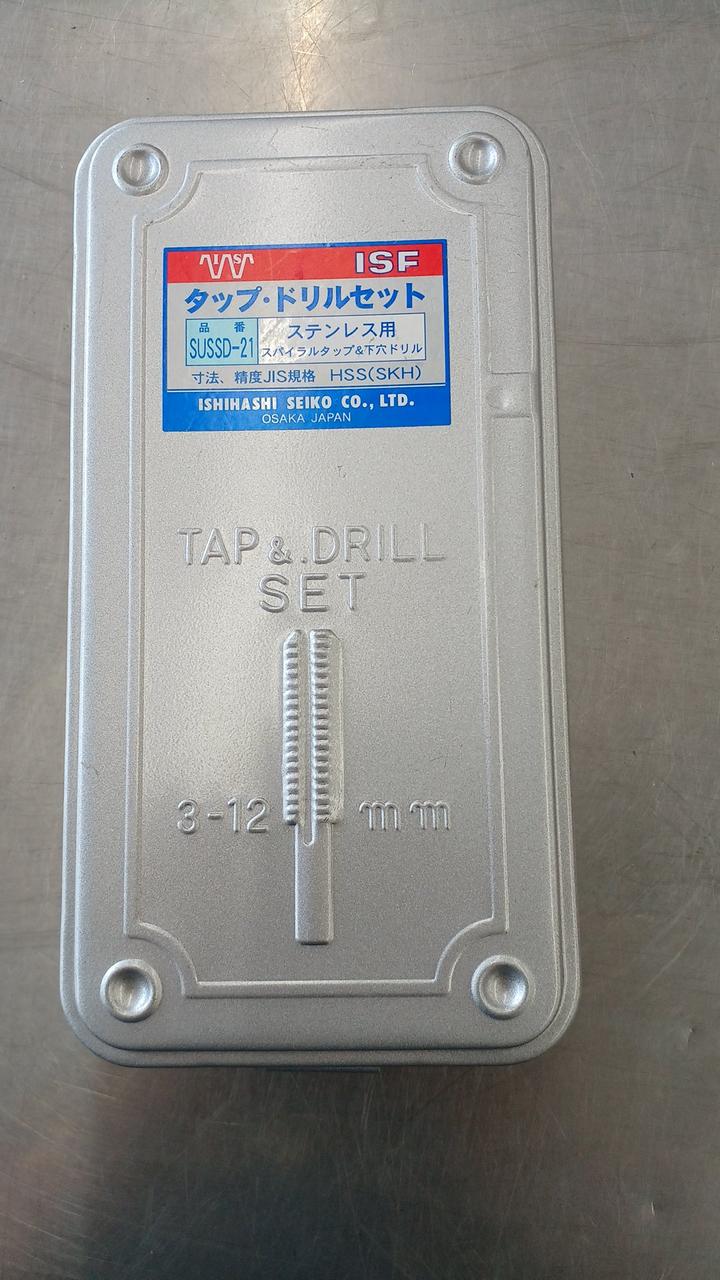 ISF
タップ・ドリルセット
品 番
SUSSD-21
ステンレス用
スパイラルタップ&下穴ドリル
寸法、精度JIS規格 HSS(SKH)
ISHIHASHI SEIKO CO., LTD.
OSAKA JAPAN
TAP &.DRILL
SET
3-12 mm